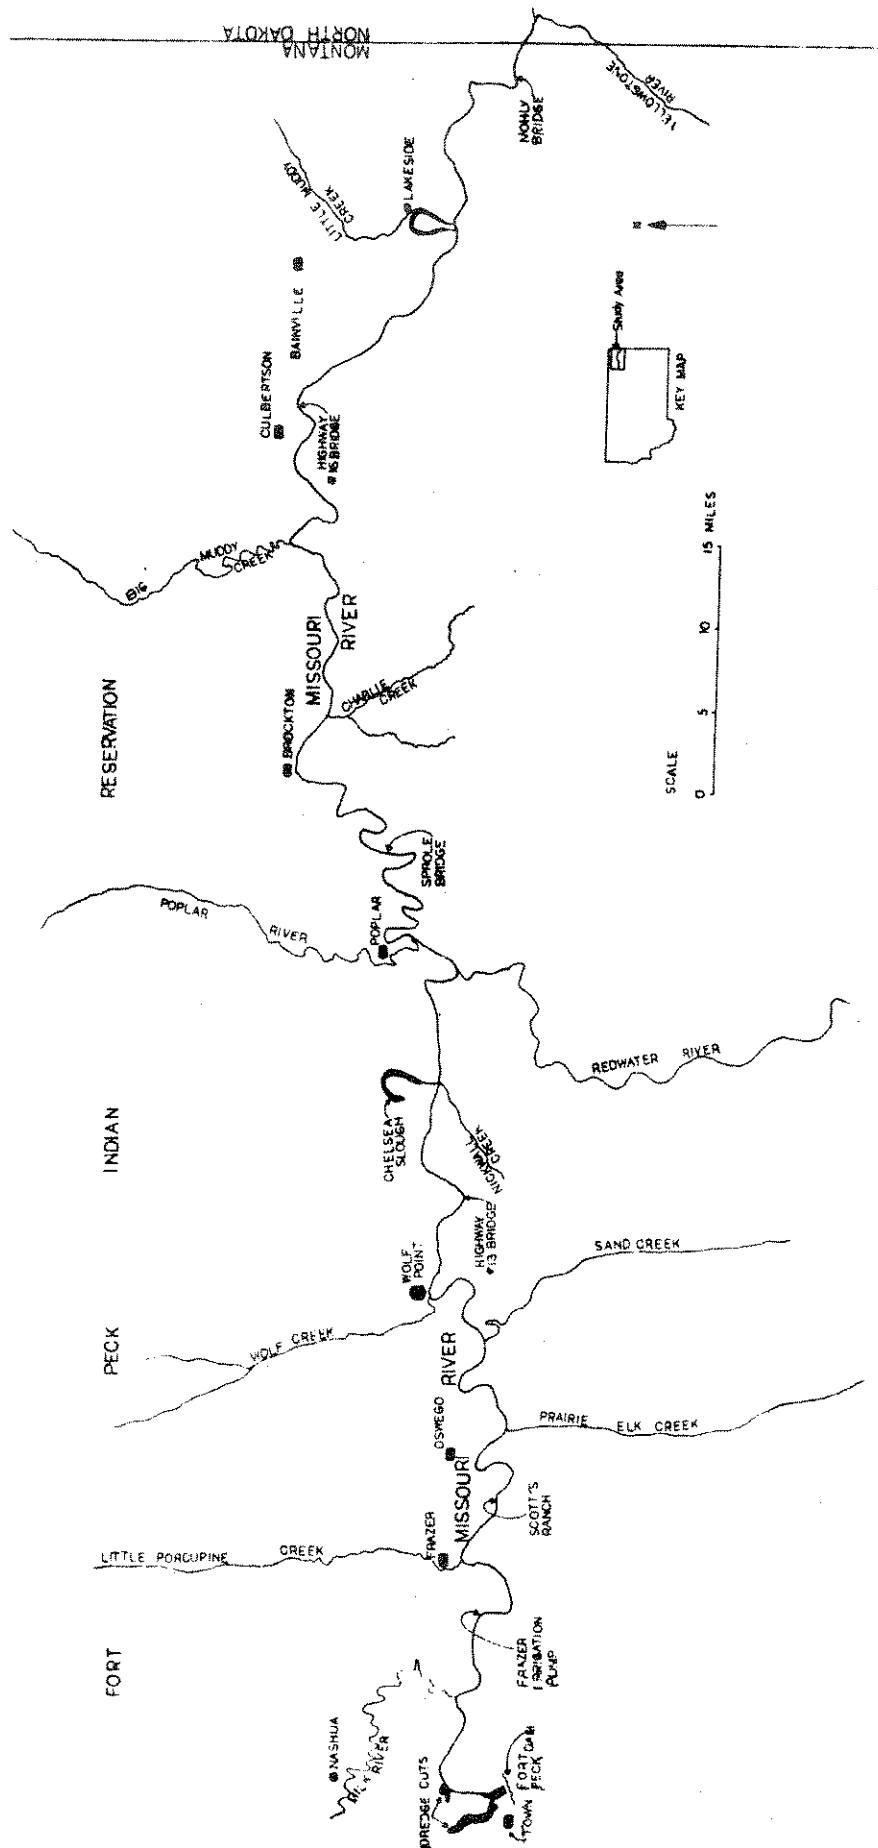 FORT
PECK
INDIAN
RESERVATION
MONTANA
NORTH DAKOTA
NASHUA
MILK RIVER
DREDGE CUTS
TOWN
FORT
PECK
DAM
LITTLE PORCUPINE
CREEK
FRAZER
FRAZER
IRRIGATION
PUMP
MISSOURI
RIVER
OSWEGO
SCOTT'S
RANCH
PRAIRIE
ELK CREEK
WOLF CREEK
WOLF
POINT
SAND CREEK
HIGHWAY
#13 BRIDGE
NICKWALL
CREEK
CHELSEA
SLOUGH
REDWATER RIVER
POPLAR
RIVER
POPLAR
SPROLE
BRIDGE
BROCKTON
MISSOURI
RIVER
CHARLIE
CREEK
BIG
MUDDY
CREEK
CULBERTSON
HIGHWAY
#16 BRIDGE
BAINVILLE
LITTLE MUDDY
CREEK
LAKESIDE
NOHLY
BRIDGE
YELLOWSTONE
RIVER
N
Study Area
KEY MAP
SCALE
0 5 10 15 MILES